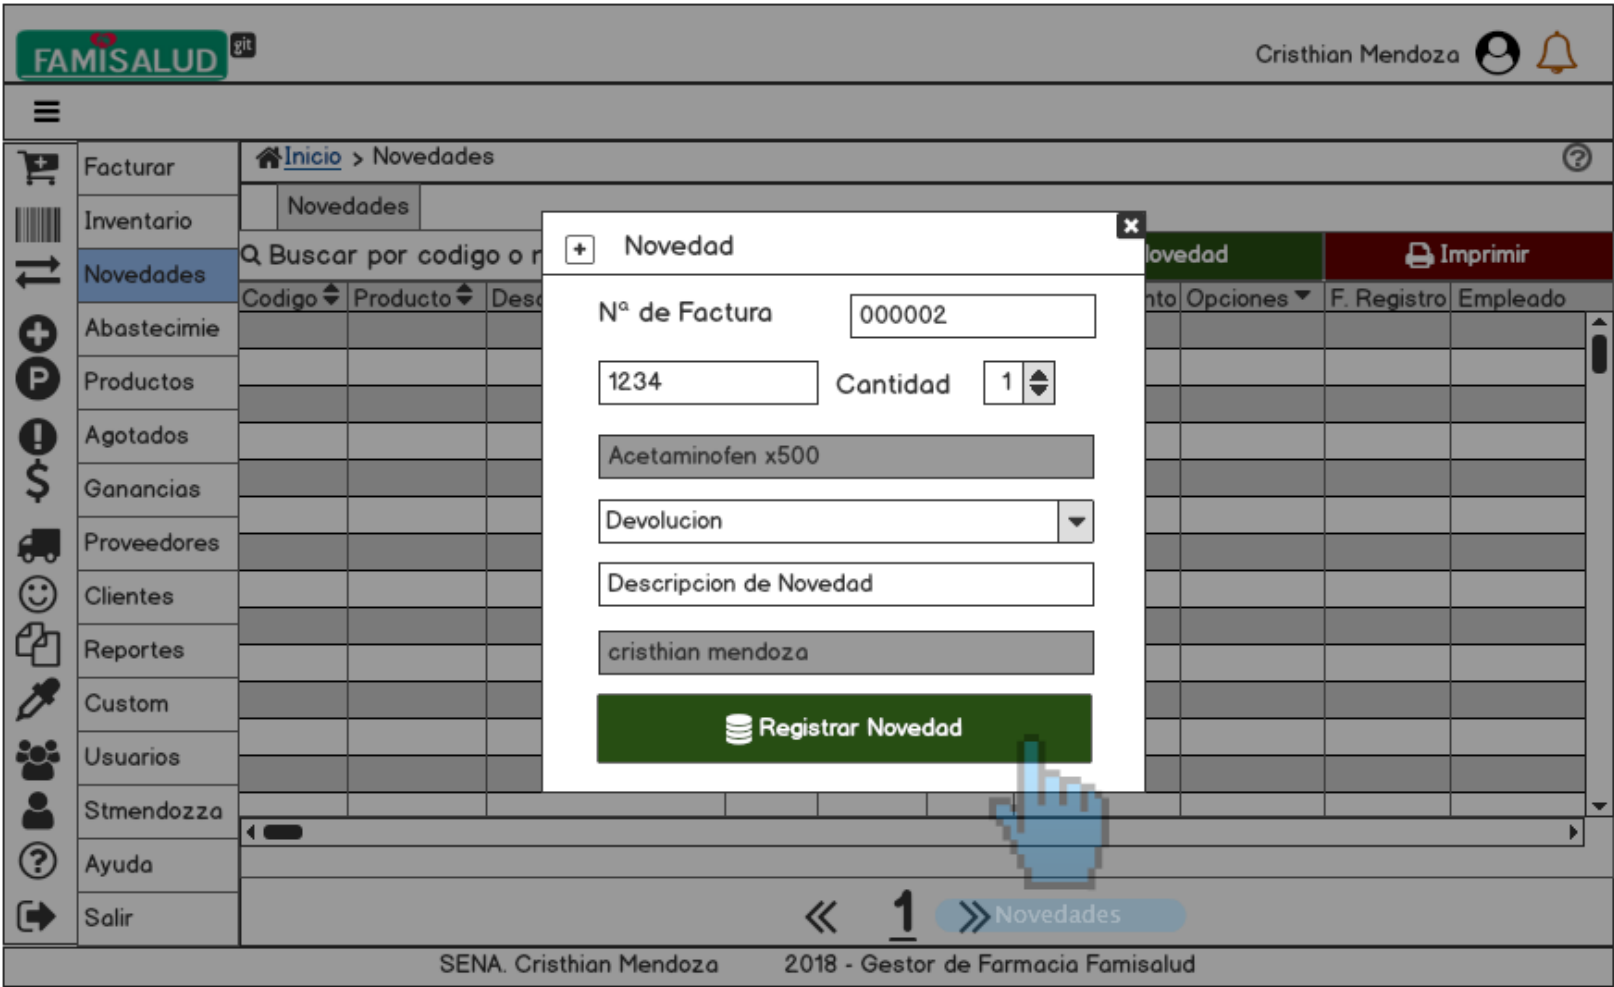 FAMISALUD git
Cristhian Mendoza
Facturar
Inventario
Novedades
Abastecimie
Productos
Agotados
Ganancias
Proveedores
Clientes
Reportes
Custom
Usuarios
Stmendozza
Ayuda
Salir
Inicio > Novedades
Novedades
Buscar por codigo o
Imprimir
Codigo Producto Opciones F. Registro Empleado
Novedad
Nª de Factura 000002
1234 Cantidad 1
Acetaminofen x500
Devolucion
Descripcion de Novedad
cristhian mendoza
Registrar Novedad
« 1 » Novedades
SENA. Cristhian Mendoza 2018 - Gestor de Farmacia Famisalud